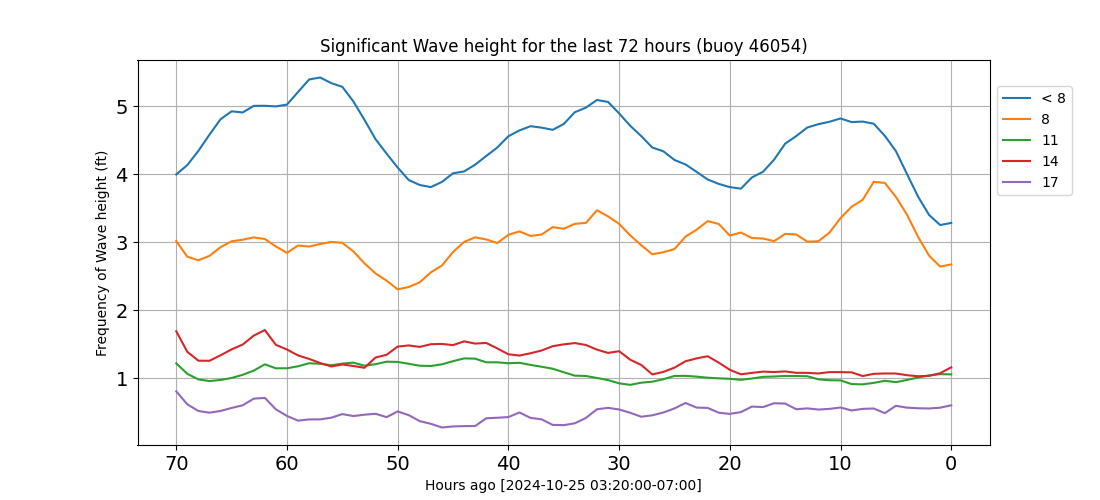 Significant Wave height for the last 72 hours (buoy 46054)
Frequency of Wave height (ft)
5
4
3
2
1
70 60 50 40 30 20 10 0
Hours ago [2024-10-25 03:20:00-07:00]
< 8
8
11
14
17